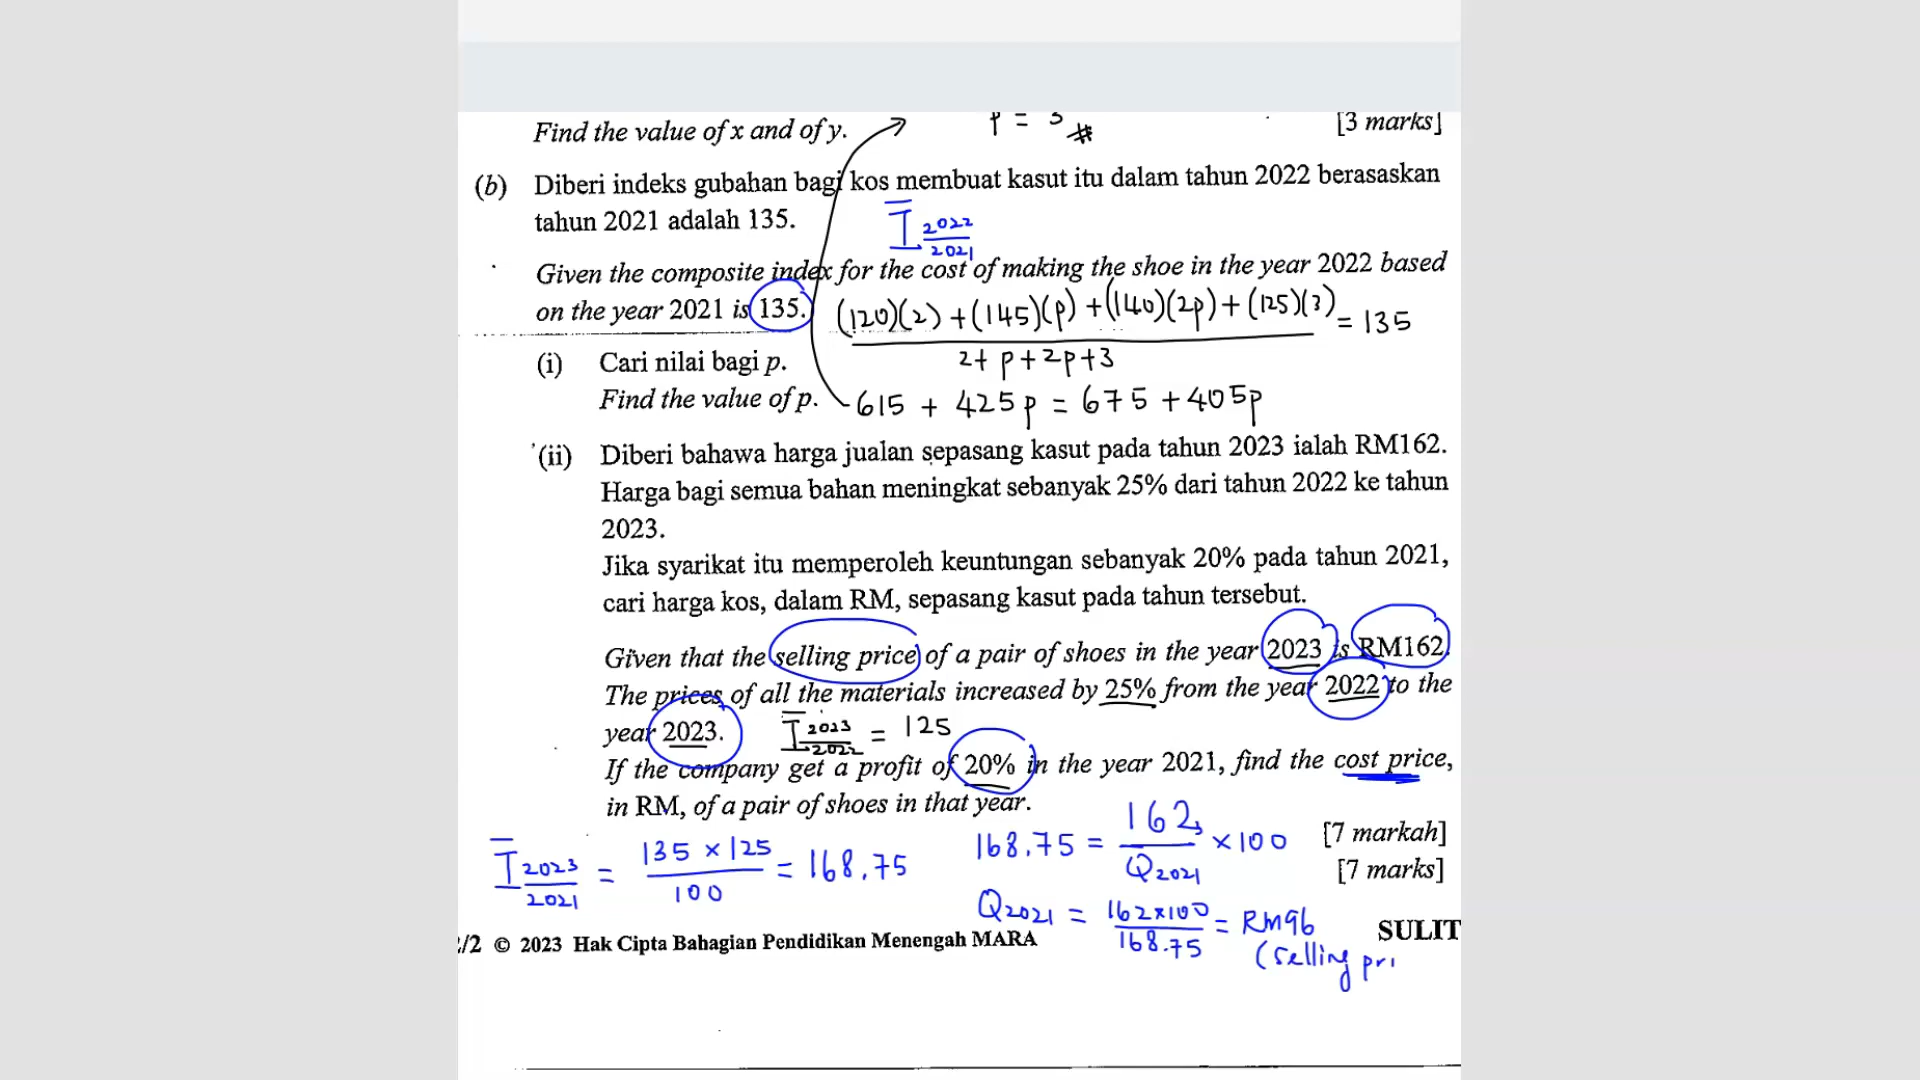 Find the value of x and of y.
p = 3 #
[3 marks]
(b) Diberi indeks gubahan bagi kos membuat kasut itu dalam tahun 2022 berasaskan
tahun 2021 adalah 135.
I 2022/2021
Given the composite index for the cost of making the shoe in the year 2022 based
on the year 2021 is 135.
(120)(2) + (145)(p) + (140)(2p) + (125)(3) = 135
2 + p + 2p + 3
(i) Cari nilai bagi p.
Find the value of p.
615 + 425p = 675 + 405p
(ii) Diberi bahawa harga jualan sepasang kasut pada tahun 2023 ialah RM162.
Harga bagi semua bahan meningkat sebanyak 25% dari tahun 2022 ke tahun
2023.
Jika syarikat itu memperoleh keuntungan sebanyak 20% pada tahun 2021,
cari harga kos, dalam RM, sepasang kasut pada tahun tersebut.
Given that the selling price of a pair of shoes in the year 2023 is RM162.
The prices of all the materials increased by 25% from the year 2022 to the
year 2023.
I 2023/2022 = 125
If the company get a profit of 20% in the year 2021, find the cost price,
in RM, of a pair of shoes in that year.
[7 markah]
[7 marks]
I 2023/2021 = 135 × 125 / 100 = 168.75
168.75 = 162 / Q2021 × 100
Q2021 = 162×100 / 168.75 = RM96
(selling pri
SULIT
/2 © 2023 Hak Cipta Bahagian Pendidikan Menengah MARA